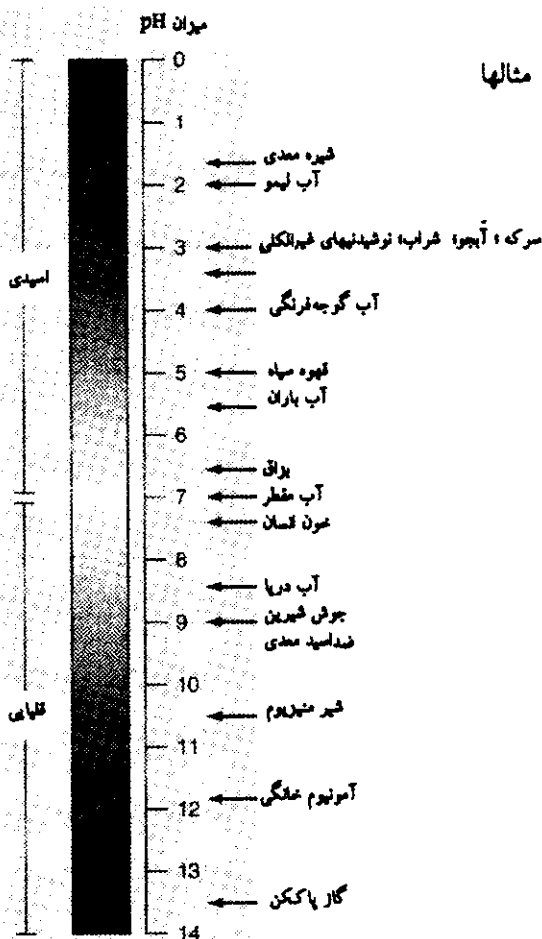 میزان pH
مثالها
0
1
شیره معدی
2
آب لیمو
3
سرکه ؛ آبجو؛ شراب؛ نوشیدنیهای غیرالکلی
اسیدی
4
آب گوجه‌فرنگی
5
قهوه سیاه
آب باران
6
بزاق
7
آب مقطر
خون انسان
8
آب دریا
9
جوش شیرین
ضداسید معدی
10
شیر منیزیوم
قلیایی
11
آمونیوم خانگی
12
13
گاز پاک‌کن
14